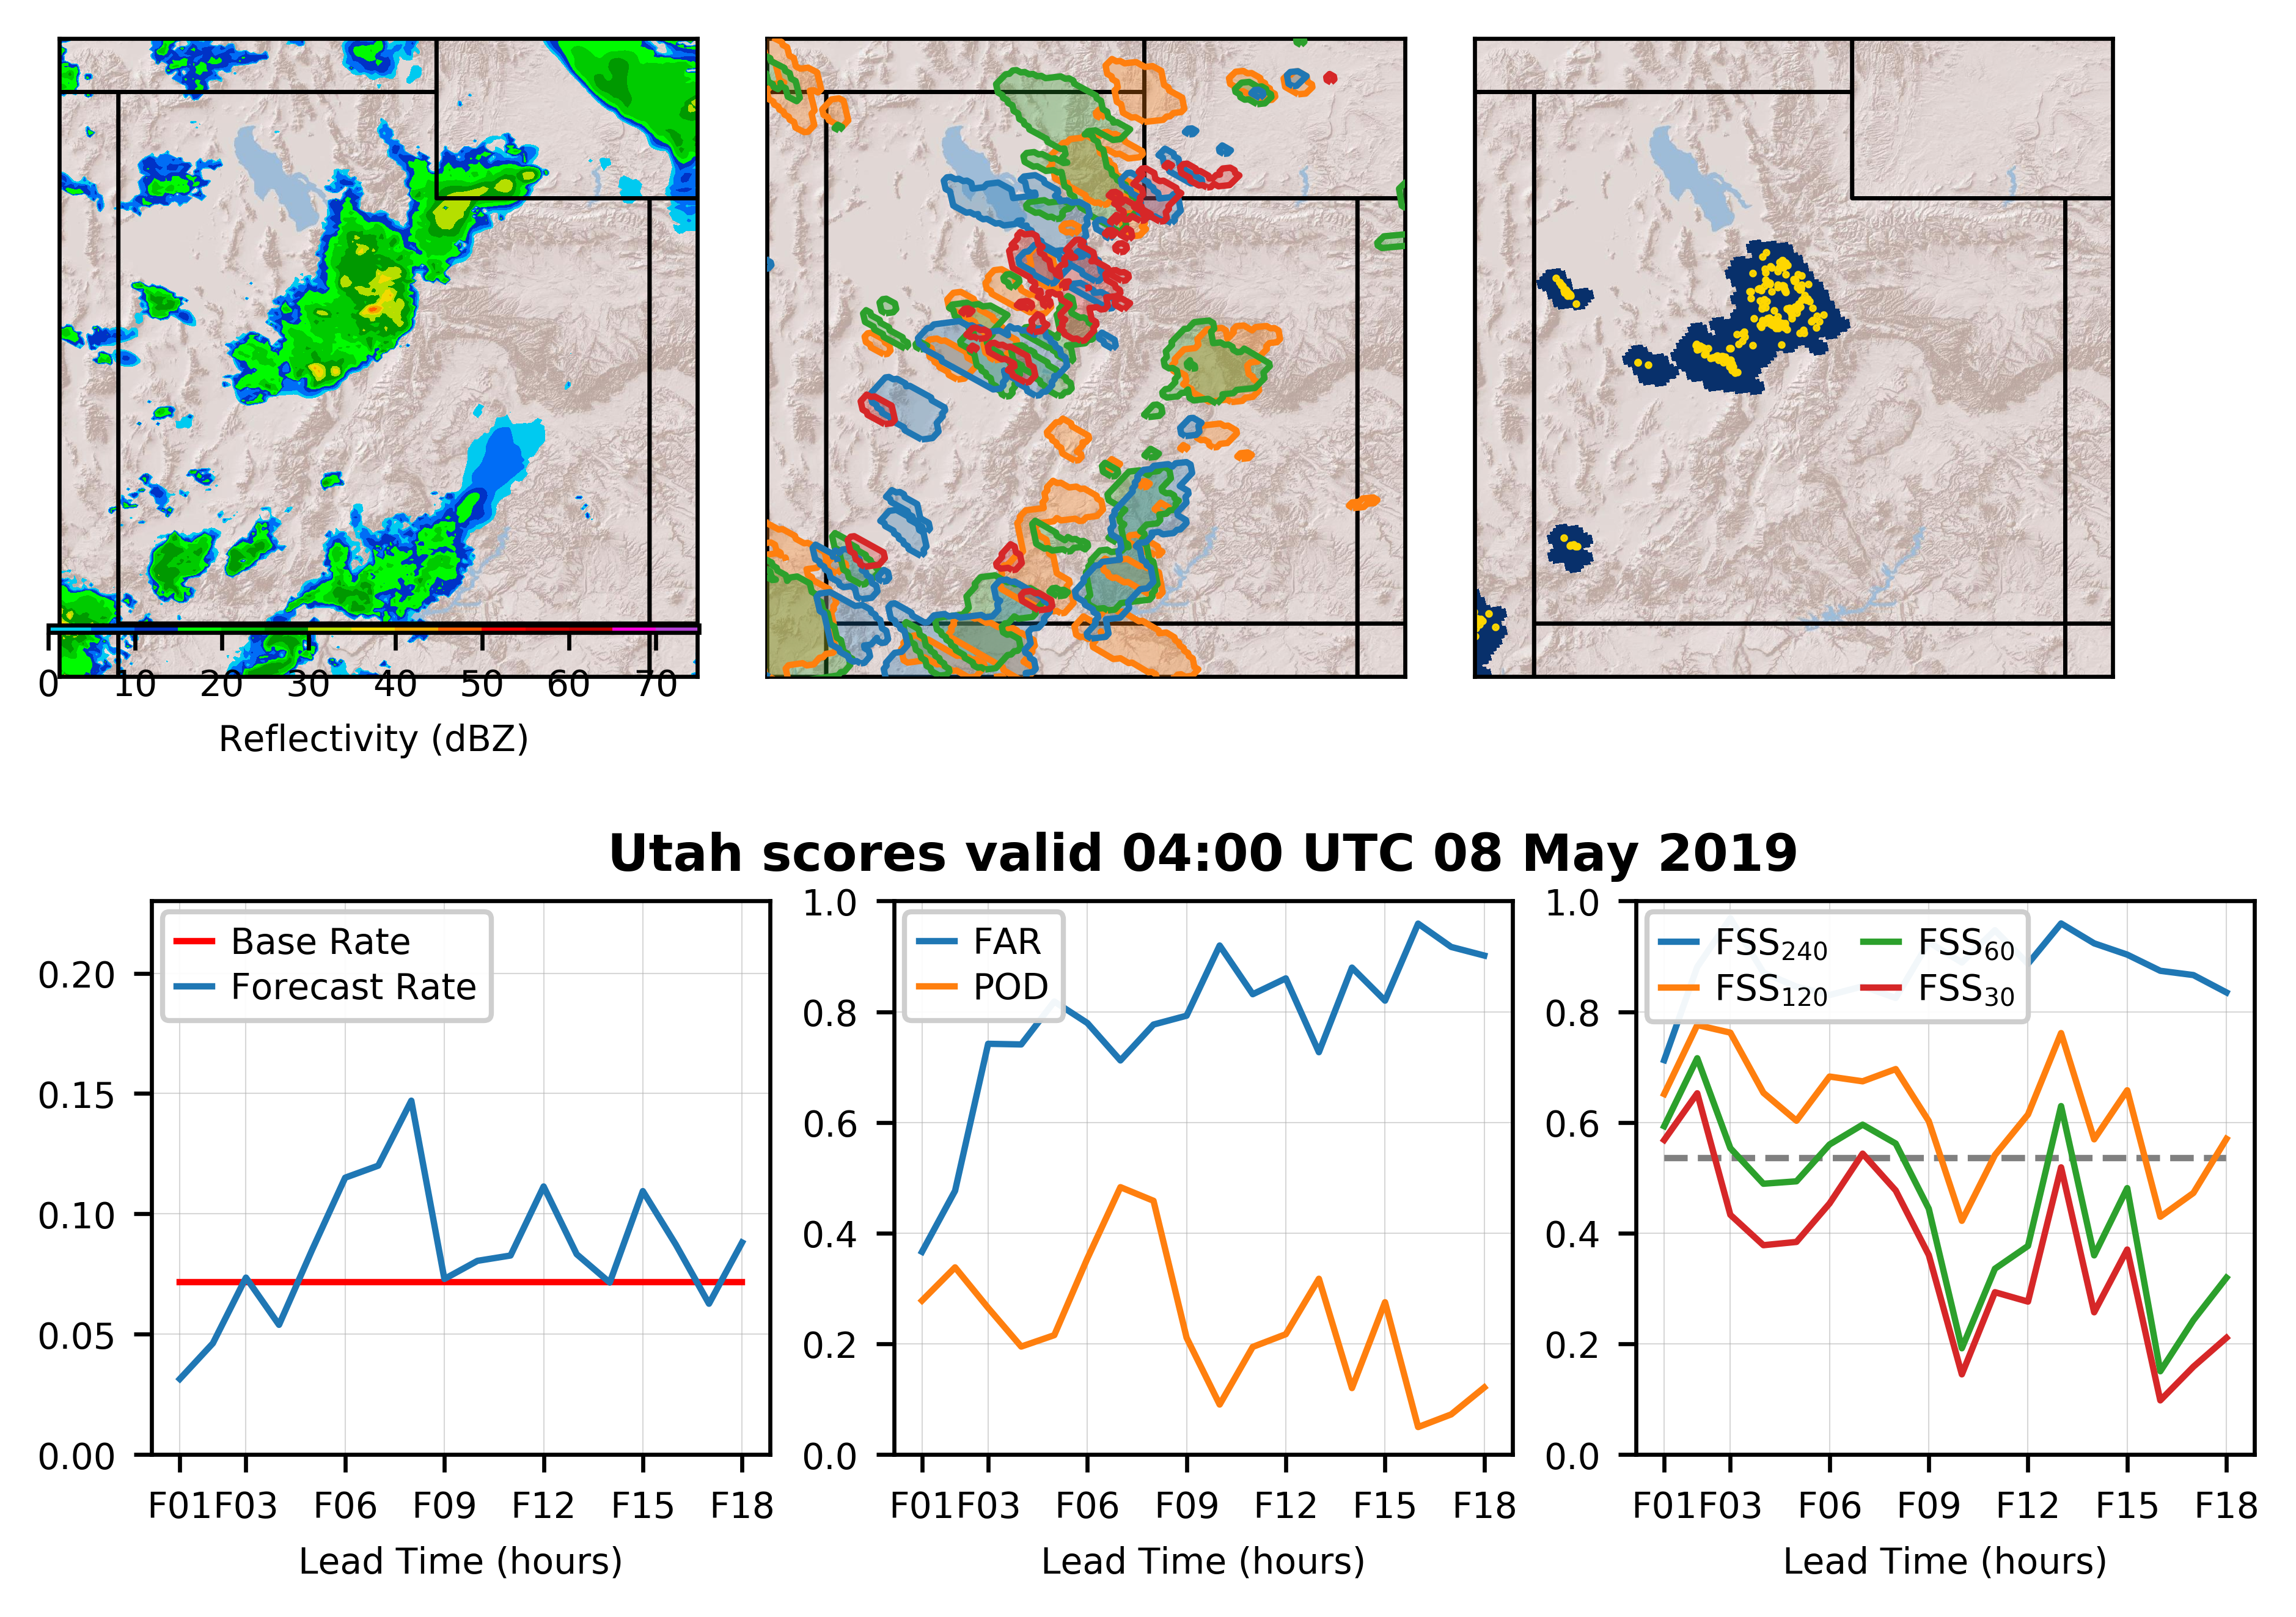 0 10 20 30 40 50 60 70
Reflectivity (dBZ)
Utah scores valid 04:00 UTC 08 May 2019
Base Rate
Forecast Rate
0.20
0.15
0.10
0.05
0.00
F01 F03 F06 F09 F12 F15 F18
Lead Time (hours)
FAR
POD
1.0
0.8
0.6
0.4
0.2
0.0
F01 F03 F06 F09 F12 F15 F18
Lead Time (hours)
FSS240 FSS60
FSS120 FSS30
1.0
0.8
0.6
0.4
0.2
0.0
F01 F03 F06 F09 F12 F15 F18
Lead Time (hours)